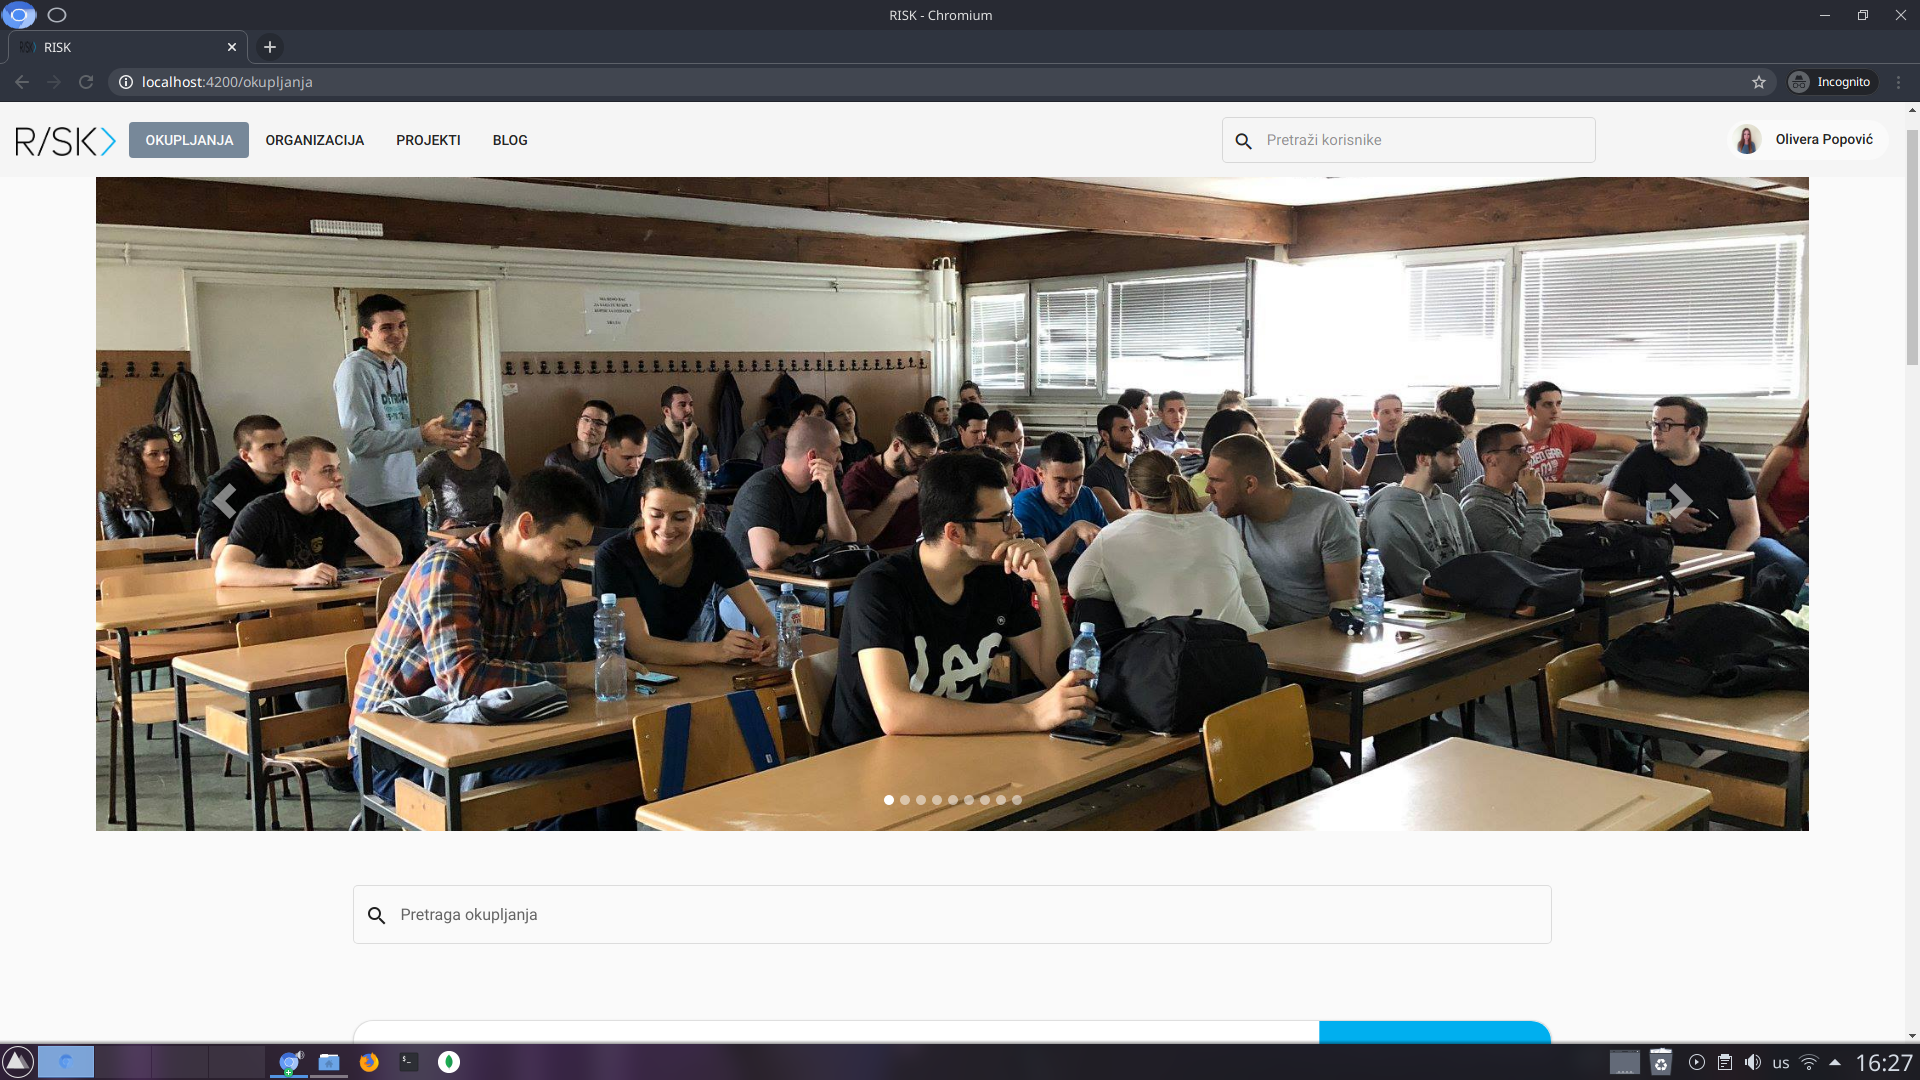 RISK - Chromium
RISK
localhost:4200/okupljanja
Incognito
R/SK
OKUPLJANJA
ORGANIZACIJA
PROJEKTI
BLOG
Pretraži korisnike
Olivera Popović
Pretraga okupljanja
us
16:27